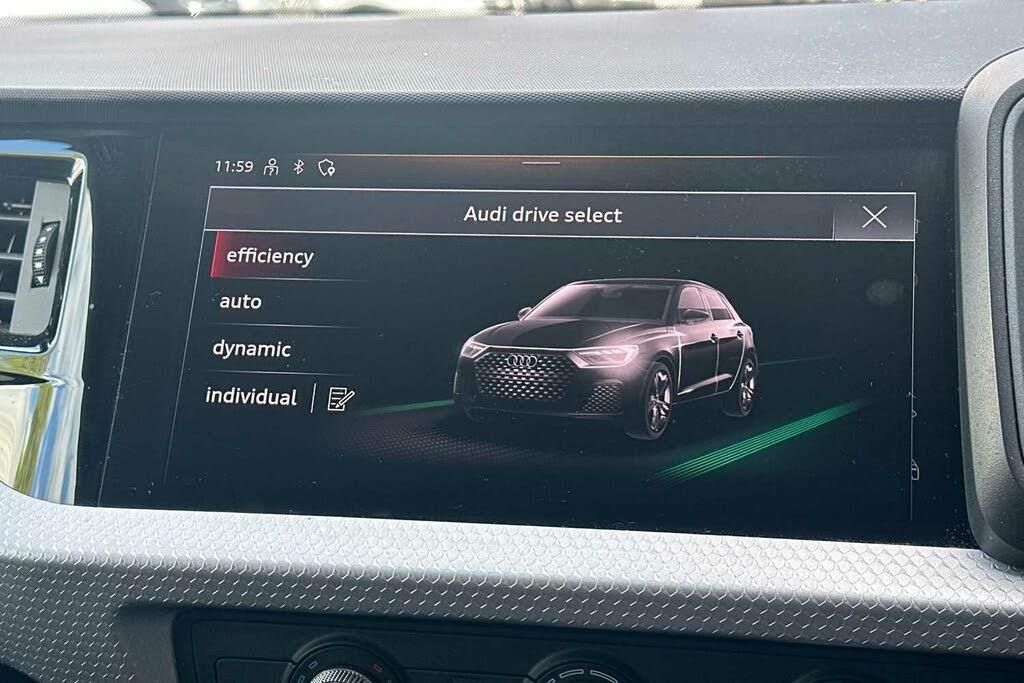 11:59
Audi drive select
efficiency
auto
dynamic
individual